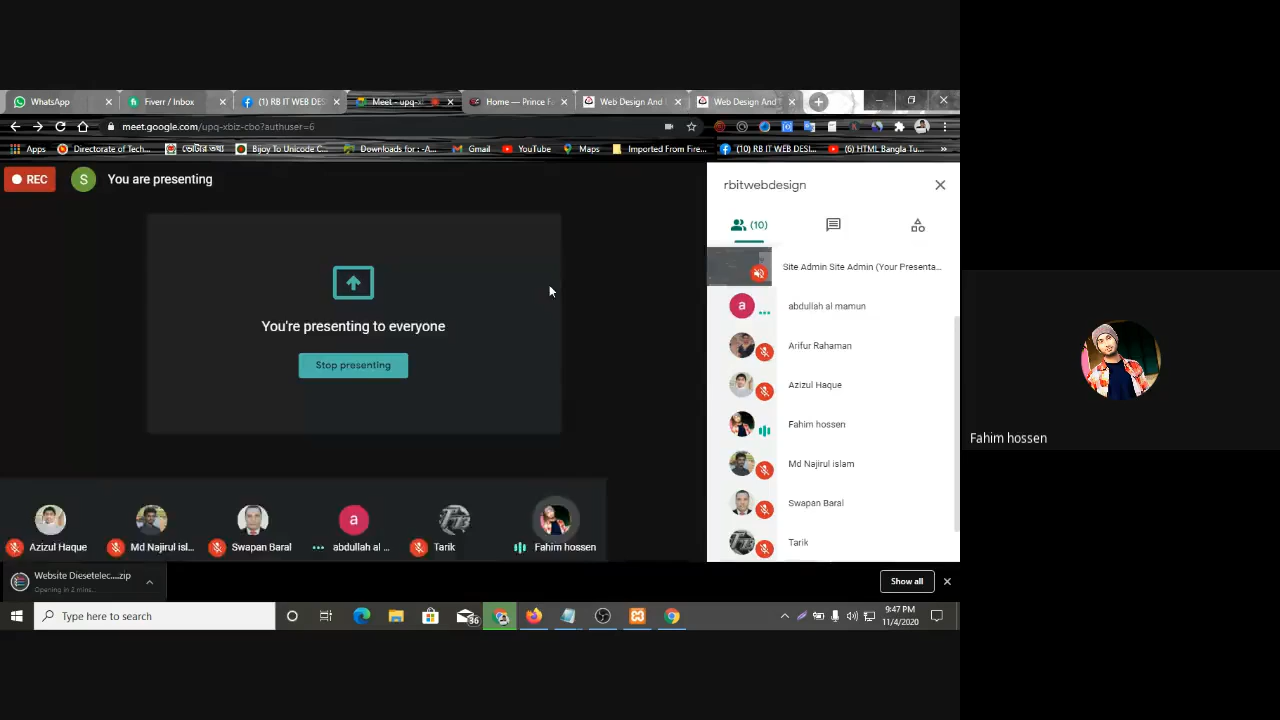 WhatsApp
Fiverr / Inbox
(1) RB IT WEB DES
Meet - upq-x
Home — Prince F
Web Design And
Web Design And
meet.google.com/upq-xbiz-cbo?authuser=6
Apps
Directorate of Tech...
Enjoy To Unicode C...
Downloads for : -A...
Gmail
YouTube
Maps
Imported From Fire...
(10) RB IT WEB DESI...
(6) HTML Bangla Tu...
REC
S
You are presenting
You're presenting to everyone
Stop presenting
rbitwebdesign
(10)
Site Admin Site Admin (Your Presenta...
a
abdullah al mamun
Arifur Rahaman
Azizul Haque
Fahim hossen
Md Najirul islam
Swapan Baral
Tarik
Azizul Haque
Md Najirul isl...
Swapan Baral
a
abdullah al ...
Tarik
Fahim hossen
Fahim hossen
Website Diesetelec....zip
Opening in 2 mins...
Show all
Type here to search
36
9:47 PM
11/4/2020